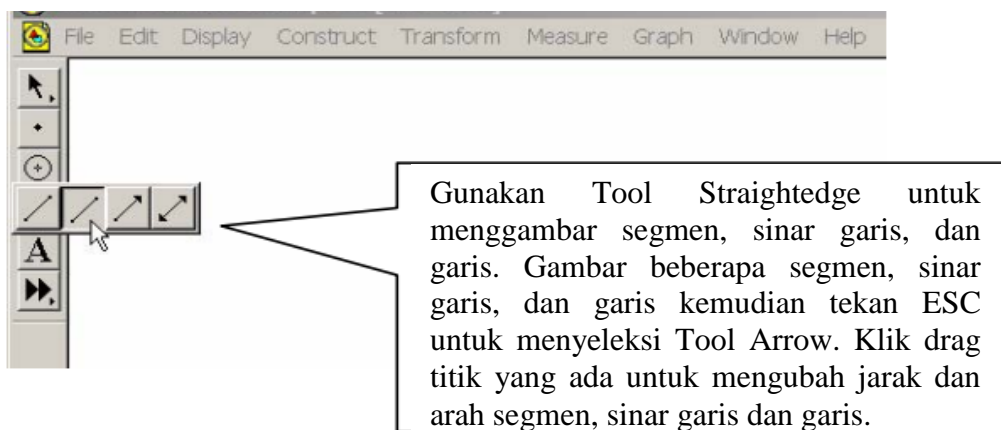 File Edit Display Construct Transform Measure Graph Window Help
A
Gunakan Tool Straightedge untuk
menggambar segmen, sinar garis, dan
garis. Gambar beberapa segmen, sinar
garis, dan garis kemudian tekan ESC
untuk menyeleksi Tool Arrow. Klik drag
titik yang ada untuk mengubah jarak dan
arah segmen, sinar garis dan garis.